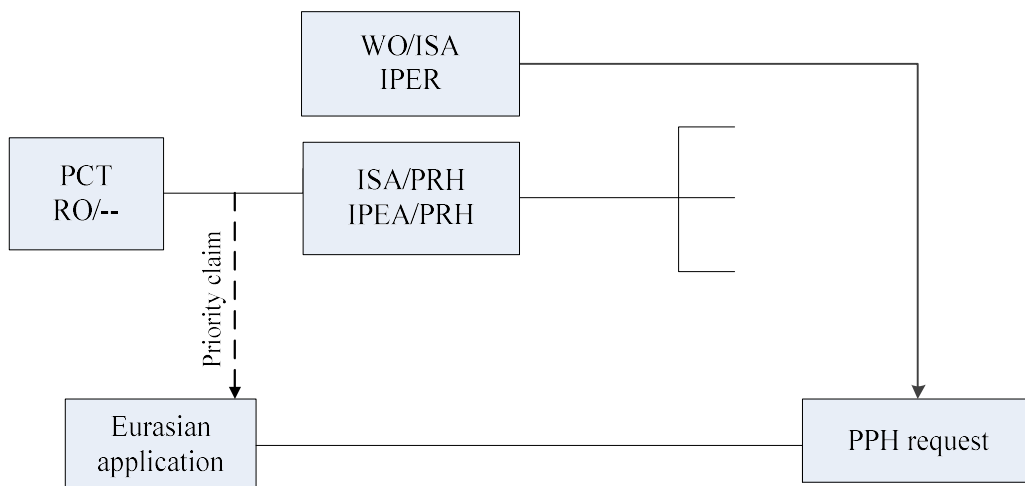 WO/ISA
IPER
PCT
RO/--
ISA/PRH
IPEA/PRH
Priority claim
Eurasian
application
PPH request